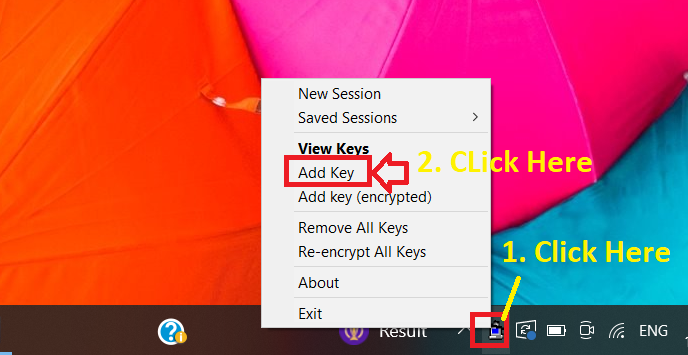 New Session
Saved Sessions
View Keys
Add Key
2. CLick Here
Add key (encrypted)
Remove All Keys
Re-encrypt All Keys
1. Click Here
About
Exit
Result
ENG